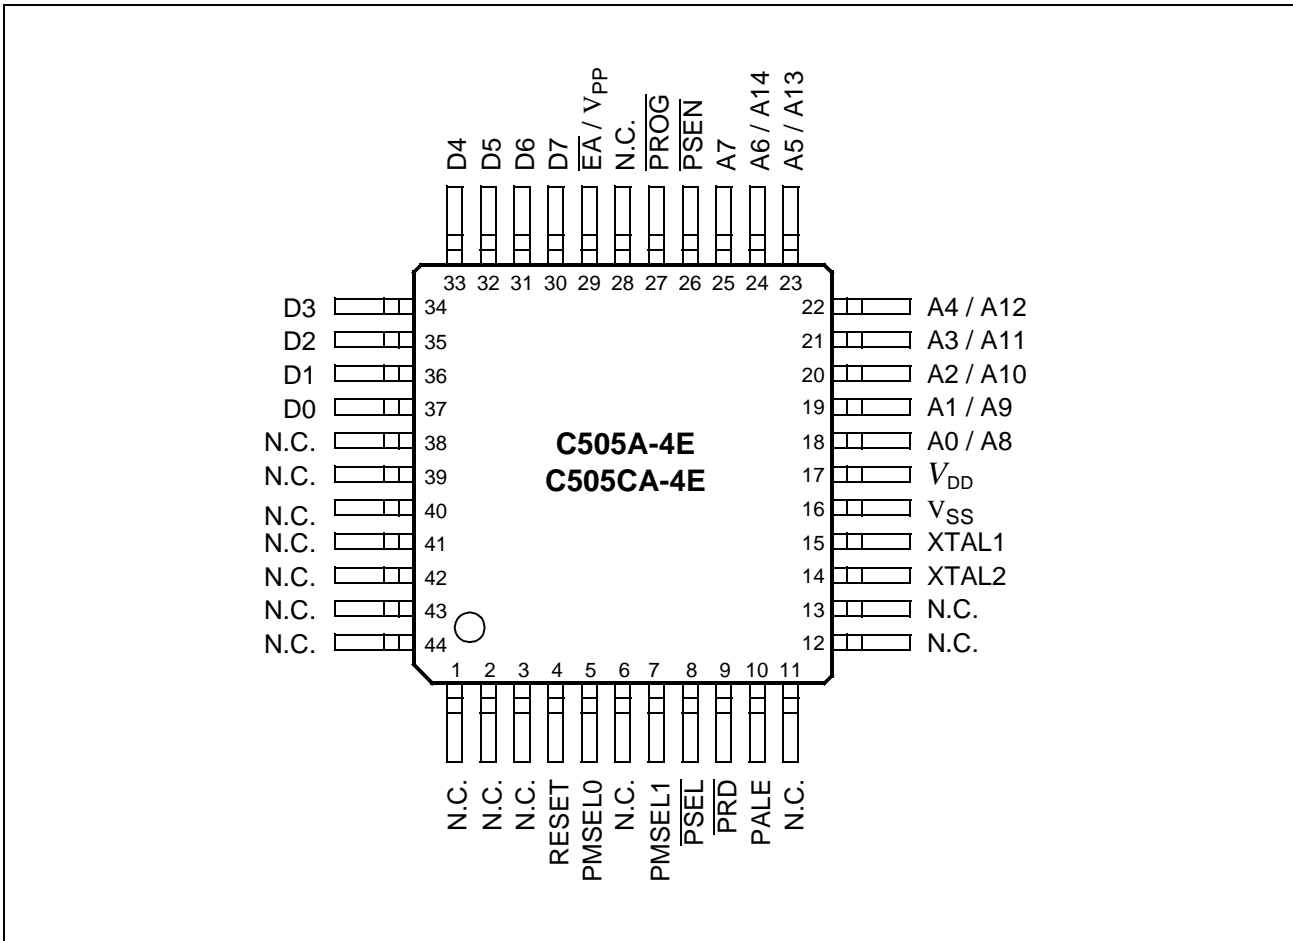 D4
D5
D6
D7
EA / VPP
N.C.
PROG
PSEN
A7
A6 / A14
A5 / A13
33 32 31 30 29 28 27 26 25 24 23
D3 34 22 A4 / A12
D2 35 21 A3 / A11
D1 36 20 A2 / A10
D0 37 19 A1 / A9
N.C. 38 18 A0 / A8
C505A-4E
N.C. 39 17 VDD
C505CA-4E
N.C. 40 16 VSS
N.C. 41 15 XTAL1
N.C. 42 14 XTAL2
N.C. 43 13 N.C.
N.C. 44 12 N.C.
1 2 3 4 5 6 7 8 9 10 11
N.C.
N.C.
N.C.
RESET
PMSEL0
N.C.
PMSEL1
PSEL
PRD
PALE
N.C.